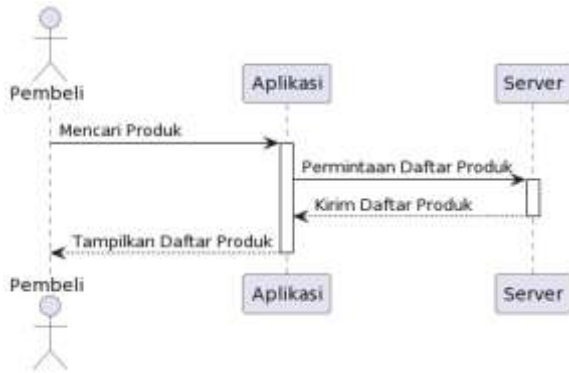 Pembeli
Aplikasi
Server
Mencari Produk
Permintaan Daftar Produk
Kirim Daftar Produk
Tampilkan Daftar Produk
Pembeli
Aplikasi
Server